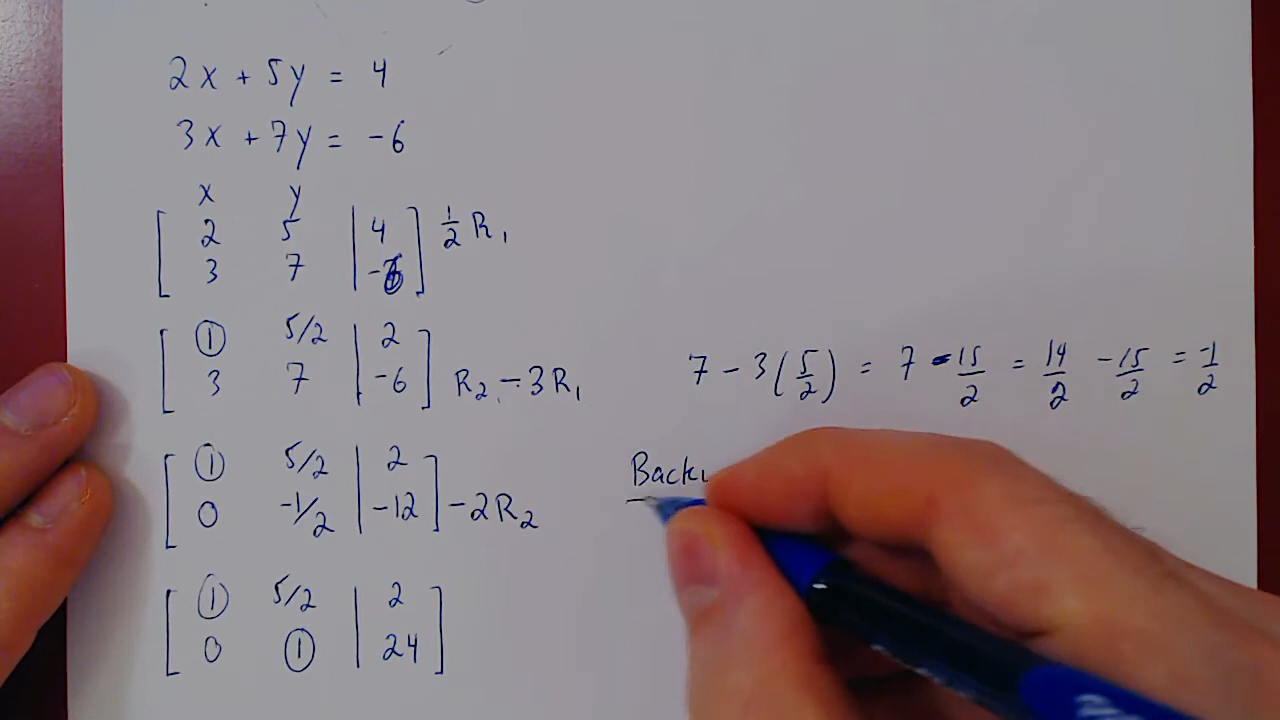 2x + 5y = 4
3x + 7y = -6
x y
[ 2 5 | 4 ] 1/2 R₁
[ 3 7 | -6 ]
[ 1 5/2 | 2 ]
[ 3 7 | -6 ] R₂ - 3R₁
7 - 3(5/2) = 7 - 15/2 = 14/2 - 15/2 = -1/2
[ 1 5/2 | 2 ]
[ 0 -1/2 | -12 ] -2R₂
[ 1 5/2 | 2 ]
[ 0 1 | 24 ]